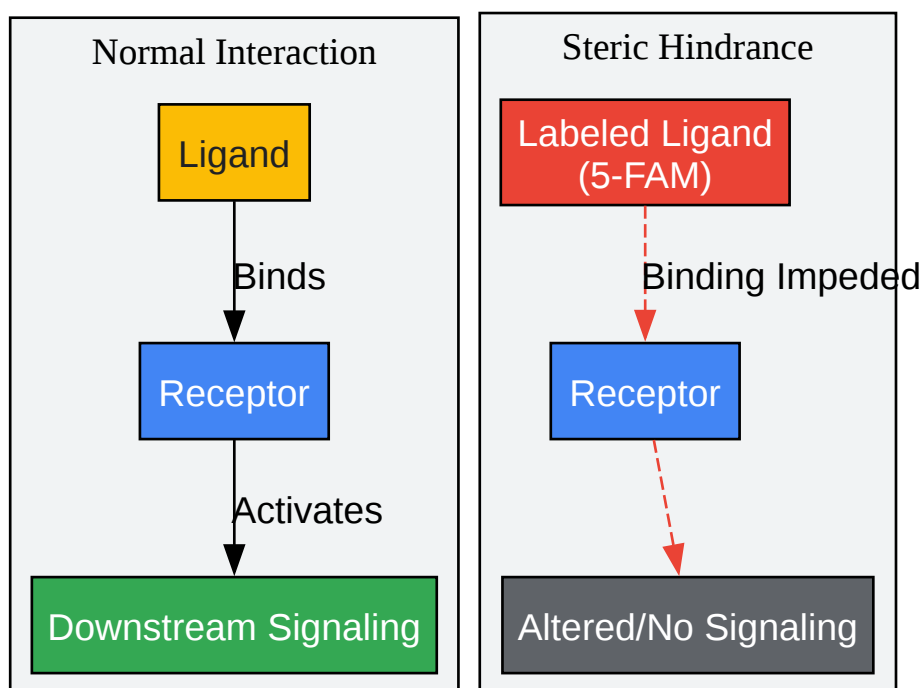 Normal Interaction
Ligand
Binds
Receptor
Activates
Downstream Signaling
Steric Hindrance
Labeled Ligand
(5-FAM)
Binding Impeded
Receptor
Altered/No Signaling